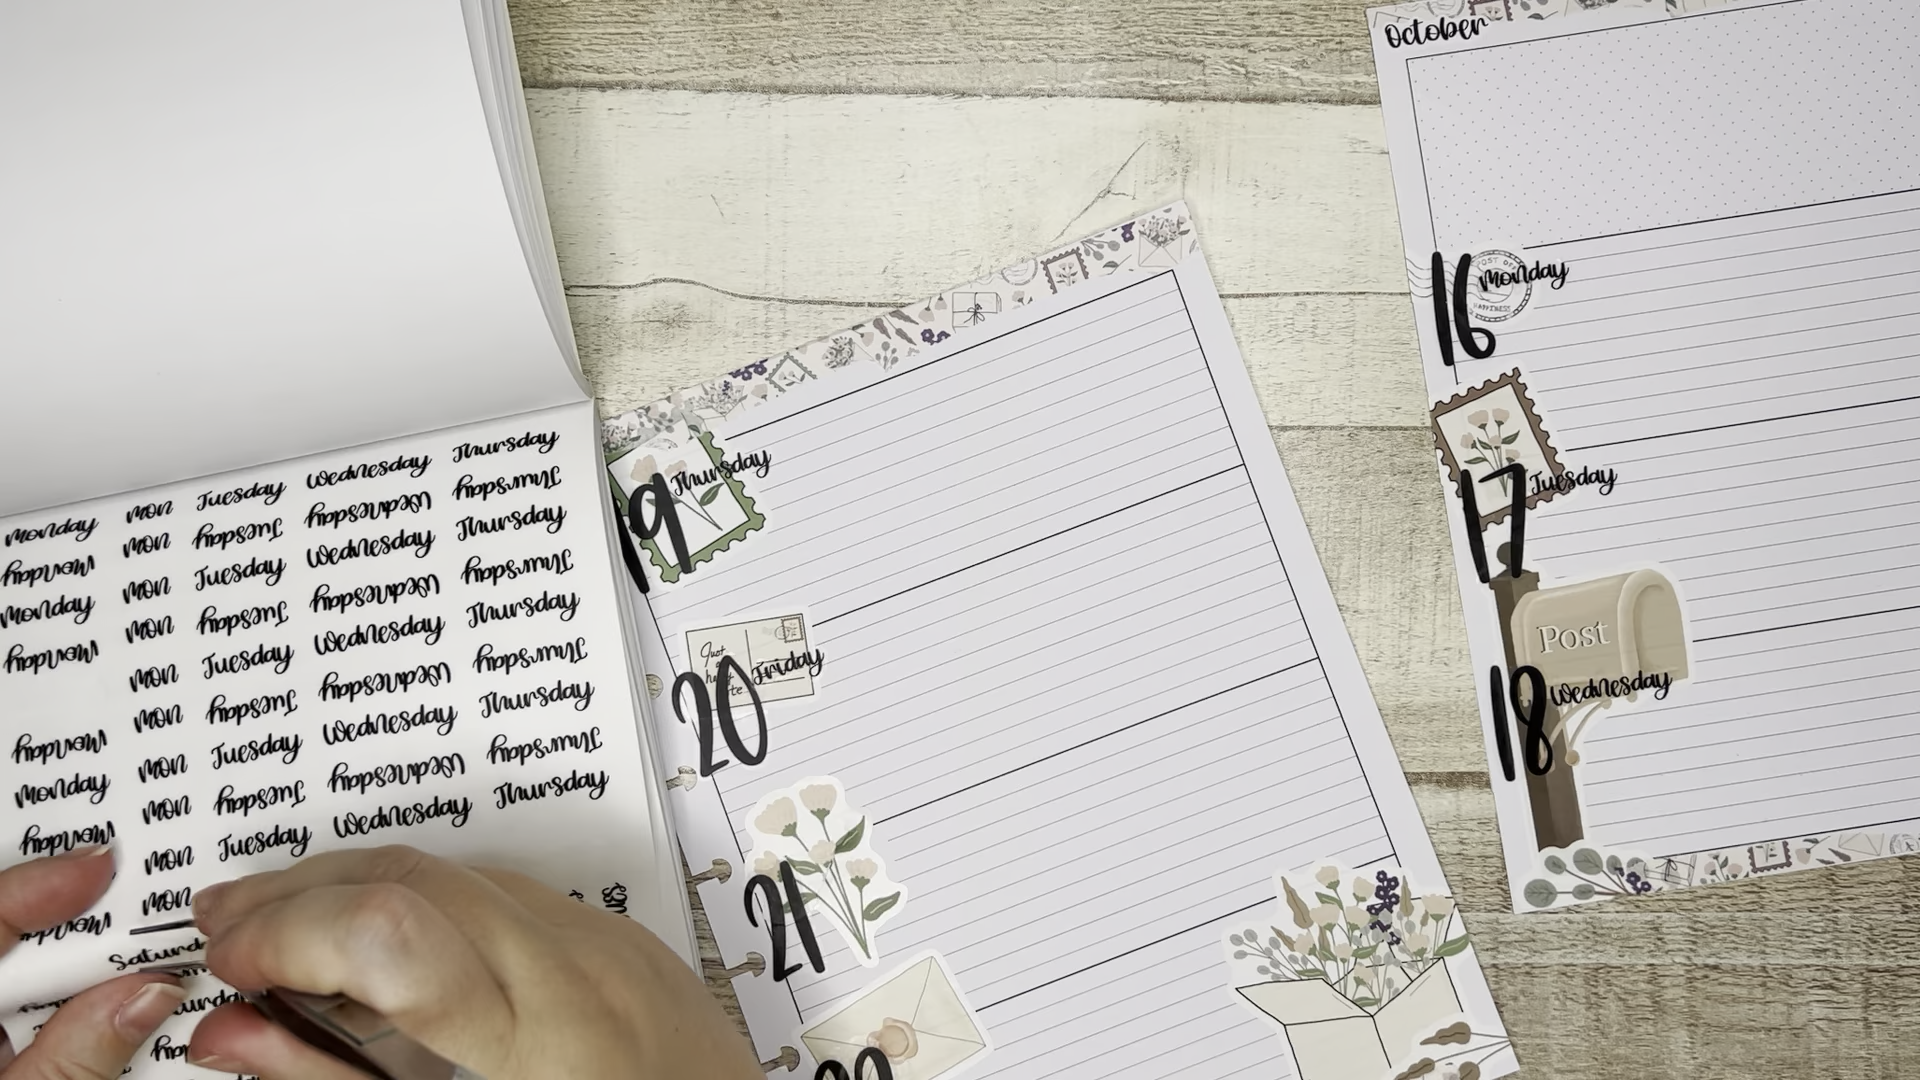 monday mon Tuesday Wednesday Thursday
Monday mon Tuesday Wednesday Thursday
monday mon Tuesday Wednesday Thursday
Monday mon Tuesday Wednesday Thursday
mon Tuesday Wednesday Thursday
Monday mon Tuesday Wednesday Thursday
monday mon Tuesday Wednesday Thursday
Monday mon Tuesday Wednesday Thursday
mon Tuesday Wednesday Thursday
Monday mon
Saturd
19 Thursday
20 Friday
21
22
October
16 monday
HAPPINESS
17 Tuesday
Post
18 Wednesday